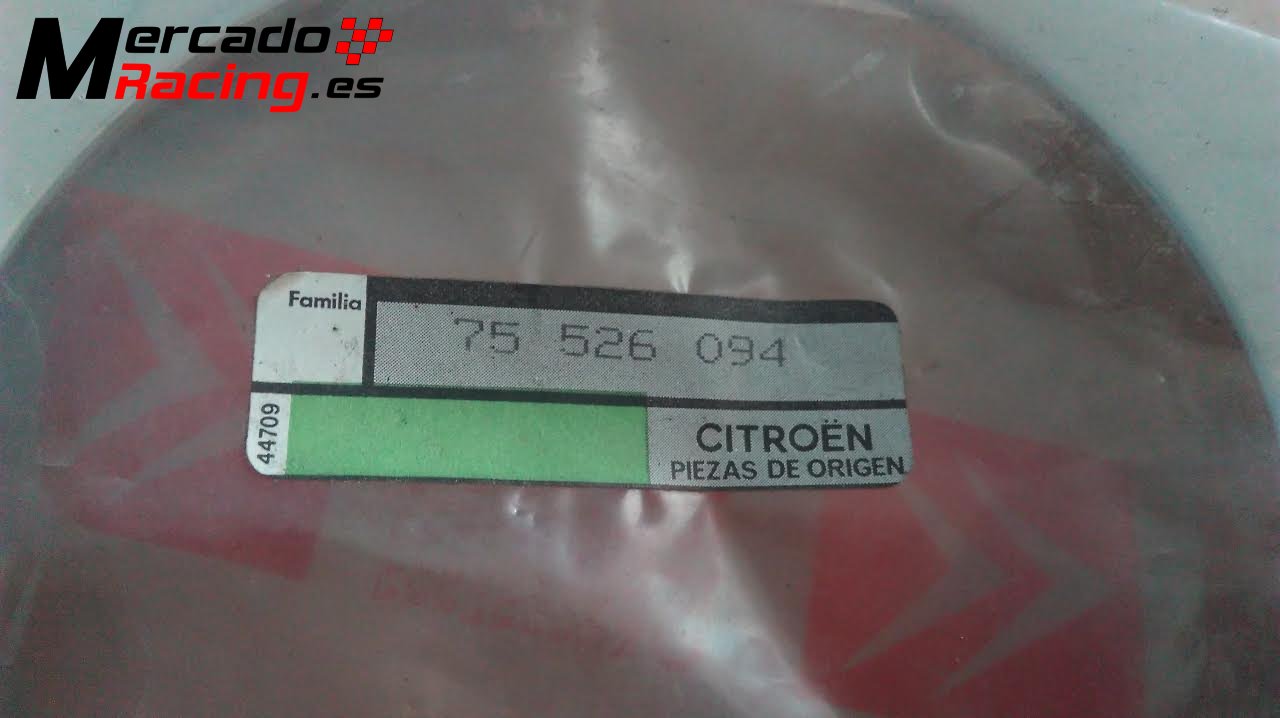 Mercado
Racing.es
Familia
75 526 094
44709
CITROËN
PIEZAS DE ORIGEN